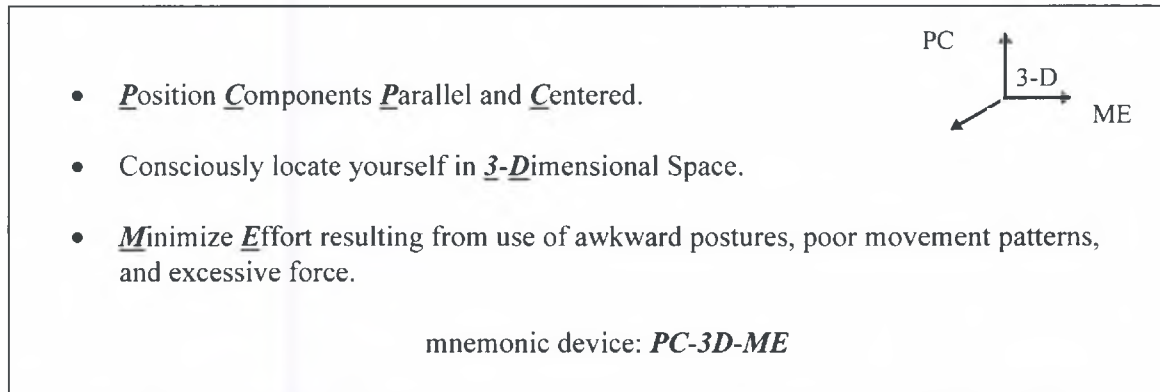 PC
3-D
ME
• Position Components Parallel and Centered.
• Consciously locate yourself in 3-Dimensional Space.
• Minimize Effort resulting from use of awkward postures, poor movement patterns,
and excessive force.
mnemonic device: PC-3D-ME